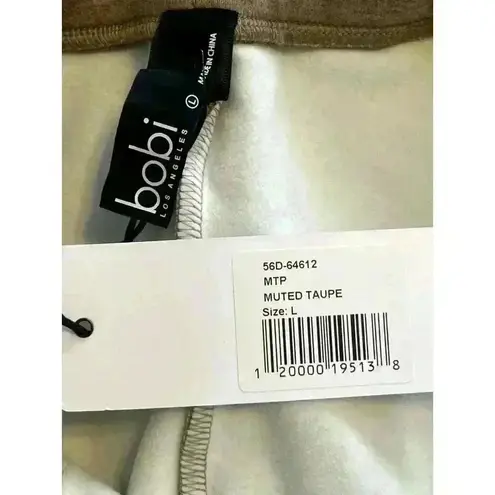 MADE IN CHINA
L
bobi
LOS ANGELES
56D-64612
MTP
MUTED TAUPE
Size: L
1 20000 19513 8